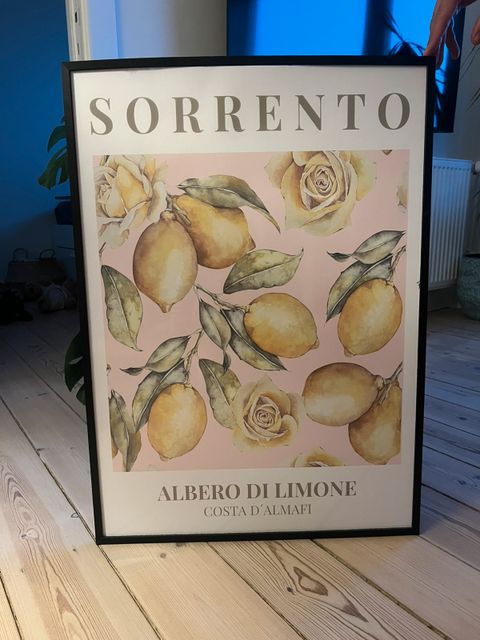 SORRENTO
ALBERO DI LIMONE
COSTA D´ALMAFI